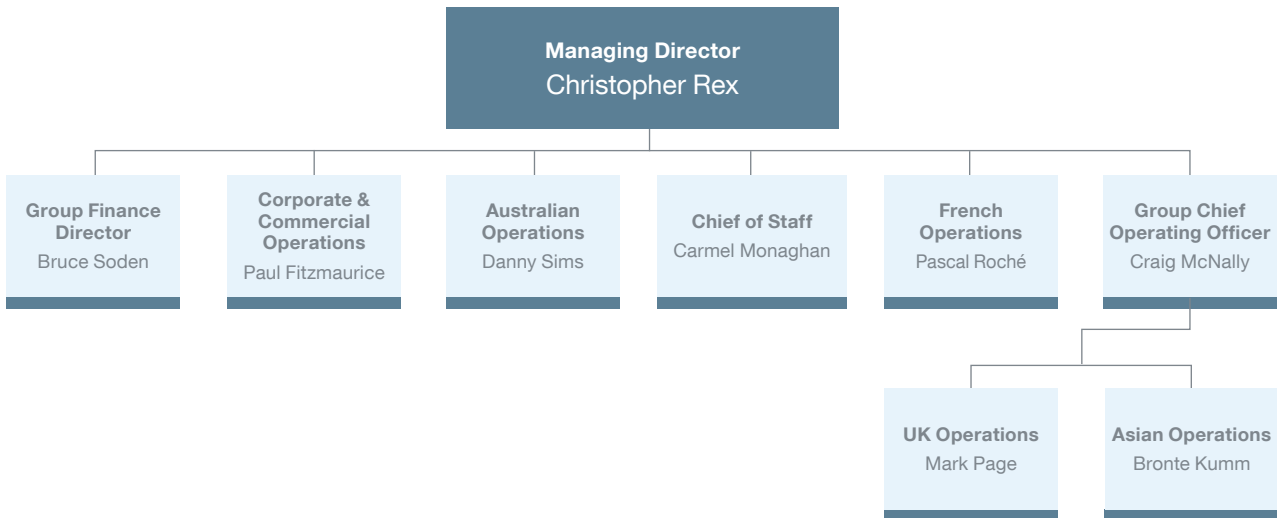 Managing Director
Christopher Rex
Group Finance
Director
Bruce Soden
Corporate &
Commercial
Operations
Paul Fitzmaurice
Australian
Operations
Danny Sims
Chief of Staff
Carmel Monaghan
French
Operations
Pascal Roché
Group Chief
Operating Officer
Craig McNally
UK Operations
Mark Page
Asian Operations
Bronte Kumm